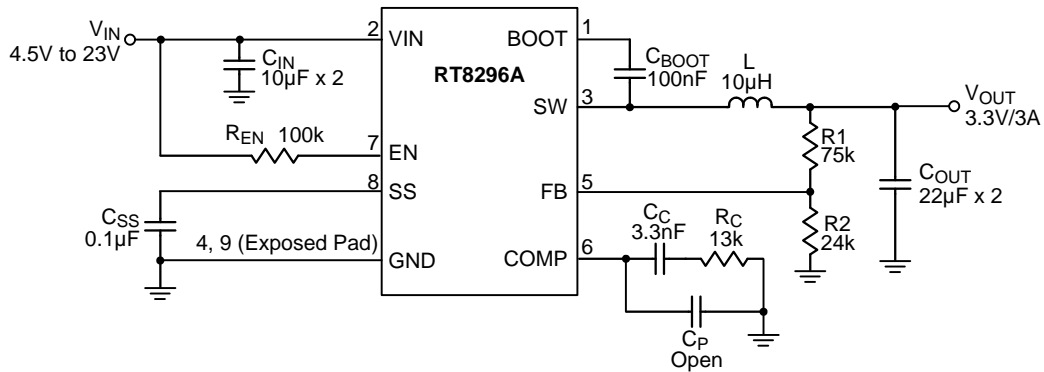 VIN
4.5V to 23V
CIN
10µF x 2
REN 100k
CSS
0.1µF
4, 9 (Exposed Pad)
2
7
8
VIN
EN
SS
GND
RT8296A
BOOT
SW
FB
COMP
1
3
5
6
CBOOT
100nF
L
10µH
VOUT
3.3V/3A
R1
75k
COUT
22µF x 2
R2
24k
CC
3.3nF
RC
13k
CP
Open